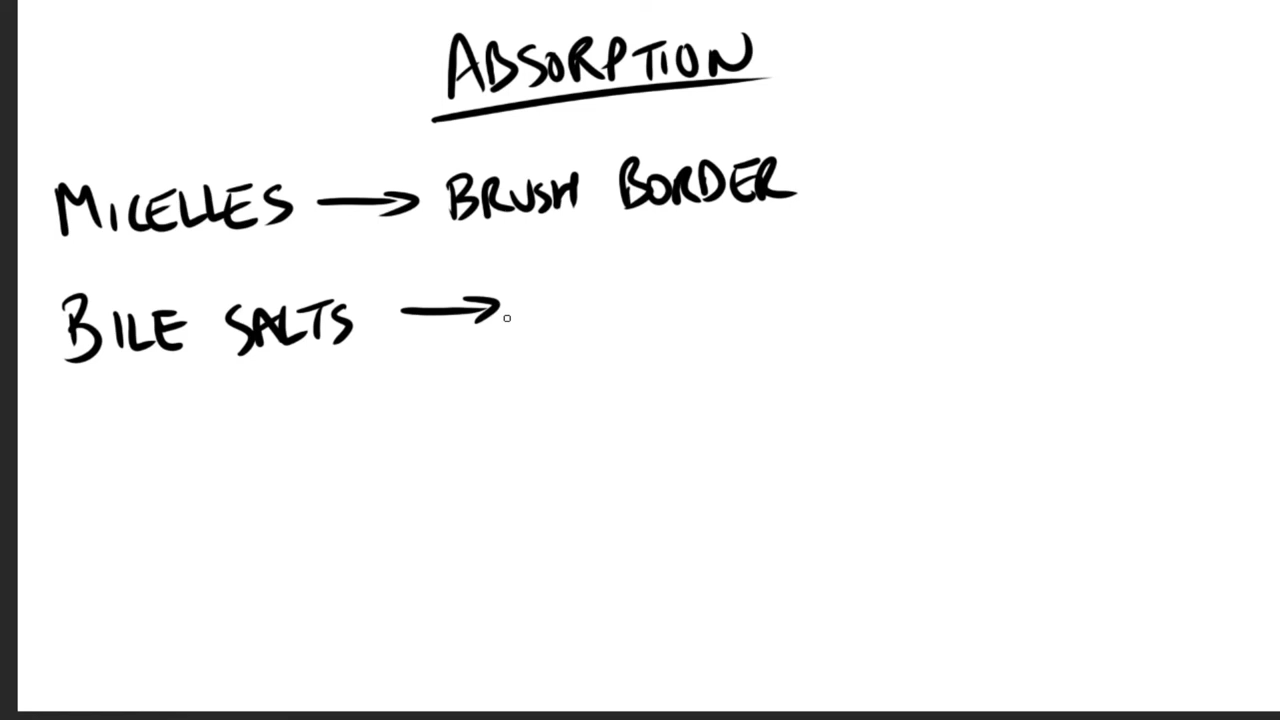 ABSORPTION
MICELLES → BRUSH BORDER
BILE SALTS →